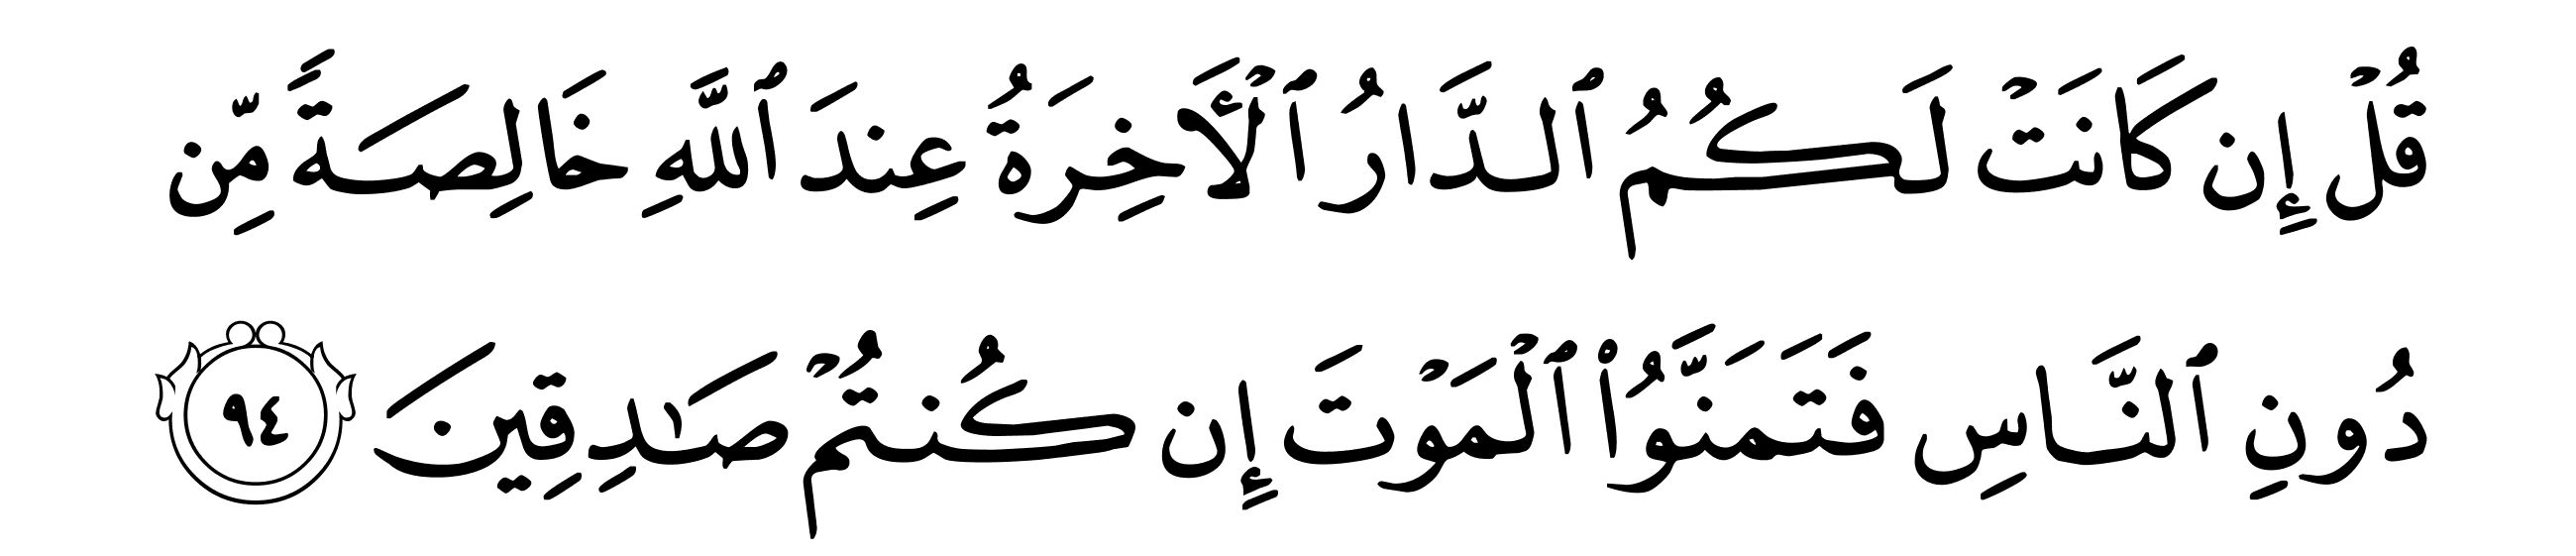 قُلۡ إِن كَانَتۡ لَكُمُ ٱلدَّارُ ٱلۡأَخِرَةُ عِندَ ٱللَّهِ خَالِصَةً مِّن
دُونِ ٱلنَّاسِ فَتَمَنَّوُاْ ٱلۡمَوۡتَ إِن كُنتُمۡ صَٰدِقِينَ ٩٤